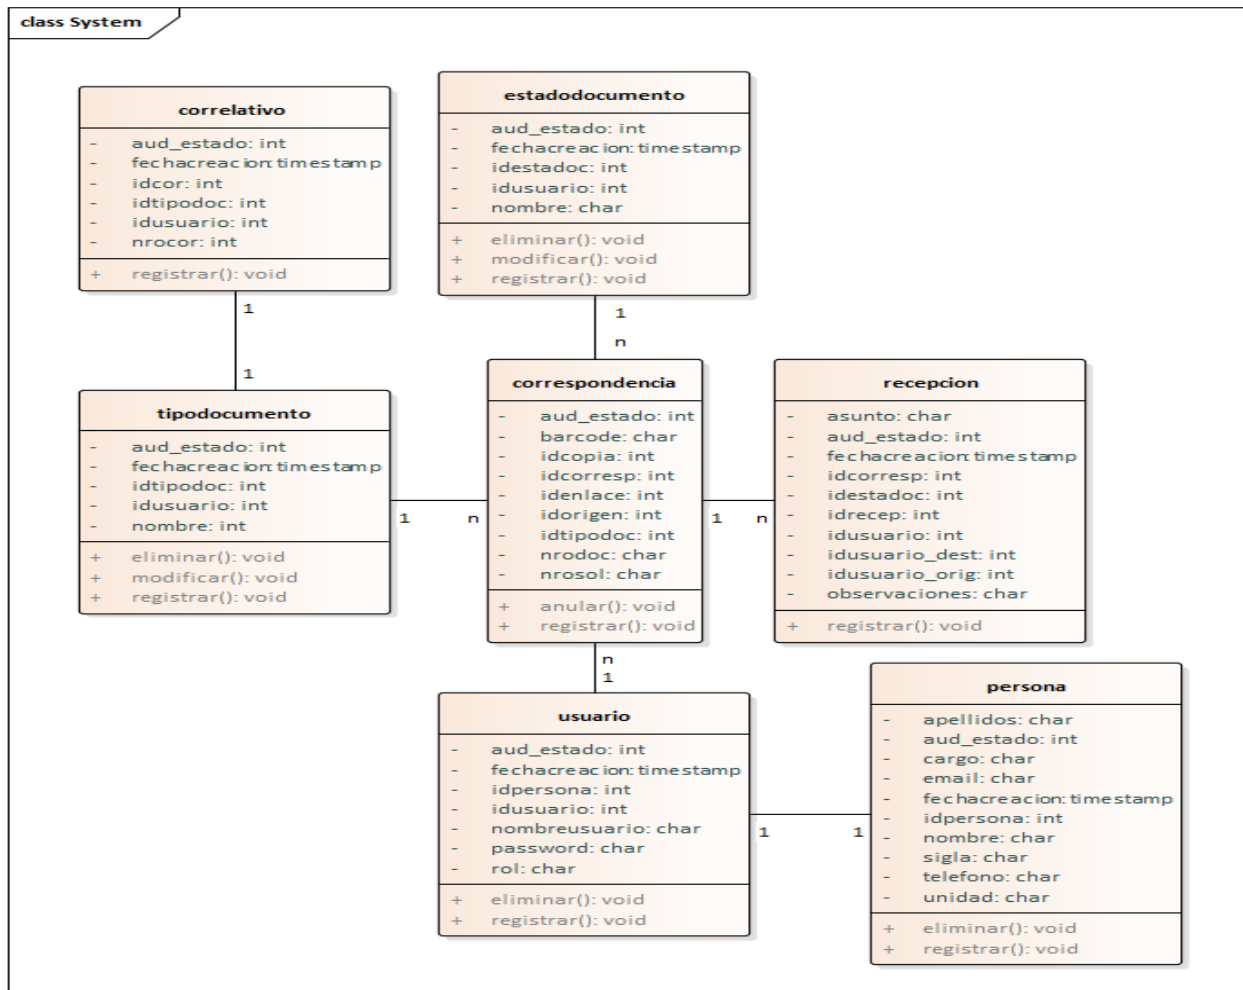 class System
correlativo
- aud_estado: int
- fechacreacion: timestamp
- idcor: int
- idtipodoc: int
- idusuario: int
- nrocor: int
+ registrar(): void
estadodocumento
- aud_estado: int
- fechacreacion: timestamp
- idestadoc: int
- idusuario: int
- nombre: char
+ eliminar(): void
+ modificar(): void
+ registrar(): void
1
1
1
n
tipodocumento
- aud_estado: int
- fechacreacion: timestamp
- idtipodoc: int
- idusuario: int
- nombre: int
+ eliminar(): void
+ modificar(): void
+ registrar(): void
1 n
correspondencia
- aud_estado: int
- barcode: char
- idcopia: int
- idcorresp: int
- idenlace: int
- idorigen: int
- idtipodoc: int
- nrodoc: char
- nrosol: char
+ anular(): void
+ registrar(): void
1 n
recepcion
- asunto: char
- aud_estado: int
- fechacreacion: timestamp
- idcorresp: int
- idestadoc: int
- idrecep: int
- idusuario: int
- idusuario_dest: int
- idusuario_orig: int
- observaciones: char
+ registrar(): void
n
1
usuario
- aud_estado: int
- fechacreacion: timestamp
- idpersona: int
- idusuario: int
- nombreusuario: char
- password: char
- rol: char
+ eliminar(): void
+ registrar(): void
1 1
persona
- apellidos: char
- aud_estado: int
- cargo: char
- email: char
- fechacreacion: timestamp
- idpersona: int
- nombre: char
- sigla: char
- telefono: char
- unidad: char
+ eliminar(): void
+ registrar(): void